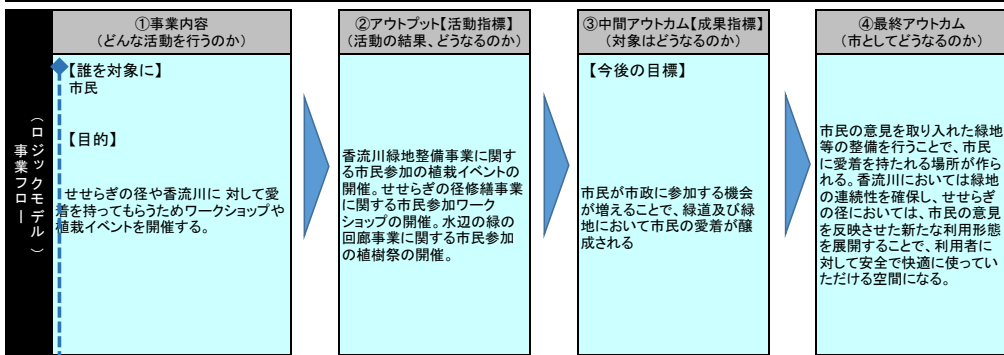 事業フロー
（ロジックモデル）
①事業内容
（どんな活動を行うのか）
【誰を対象に】
市民
【目的】
せせらぎの径や香流川に 対して愛
着を持ってもらうためワークショップや
植栽イベントを開催する。
②アウトプット【活動指標】
（活動の結果、どうなるのか）
香流川緑地整備事業に関す
る市民参加の植栽イベントの
開催。せせらぎの径修繕事業
に関する市民参加ワーク
ショップの開催。水辺の緑の
回廊事業に関する市民参加
の植樹祭の開催。
③中間アウトカム【成果指標】
（対象はどうなるのか）
【今後の目標】
市民が市政に参加する機会
が増えることで、緑道及び緑
地において市民の愛着が醸
成される
④最終アウトカム
（市としてどうなるのか）
市民の意見を取り入れた緑地
等の整備を行うことで、市民
に愛着を持たれる場所が作ら
れる。香流川においては緑地
の連続性を確保し、せせらぎ
の径においては、市民の意見
を反映させた新たな利用形態
を展開することで、利用者に
対して安全で快適に使ってい
ただける空間になる。